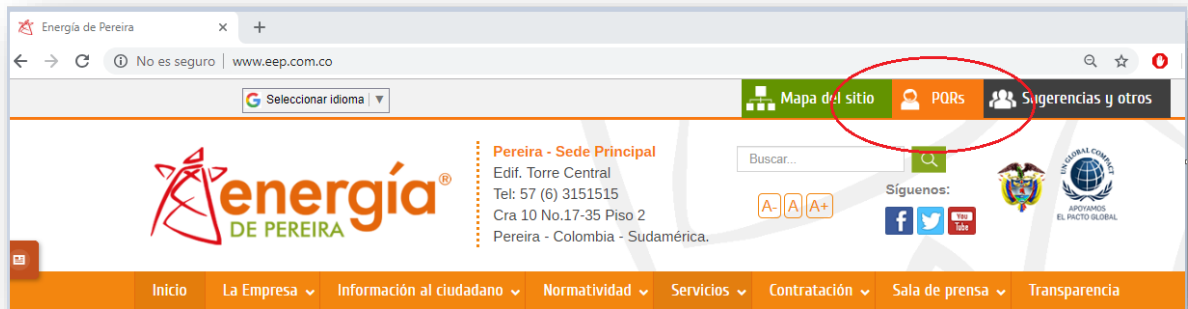 Energía de Pereira
No es seguro | www.eep.com.co
Seleccionar idioma
Mapa del sitio
PQRs
Sugerencias y otros
energía®
DE PEREIRA
Pereira - Sede Principal
Edif. Torre Central
Tel: 57 (6) 3151515
Cra 10 No.17-35 Piso 2
Pereira - Colombia - Sudamérica.
Buscar...
A- A A+
Síguenos:
f
You
Tube
UN GLOBAL COMPACT
APOYAMOS
EL PACTO GLOBAL
Inicio La Empresa Información al ciudadano Normatividad Servicios Contratación Sala de prensa Transparencia